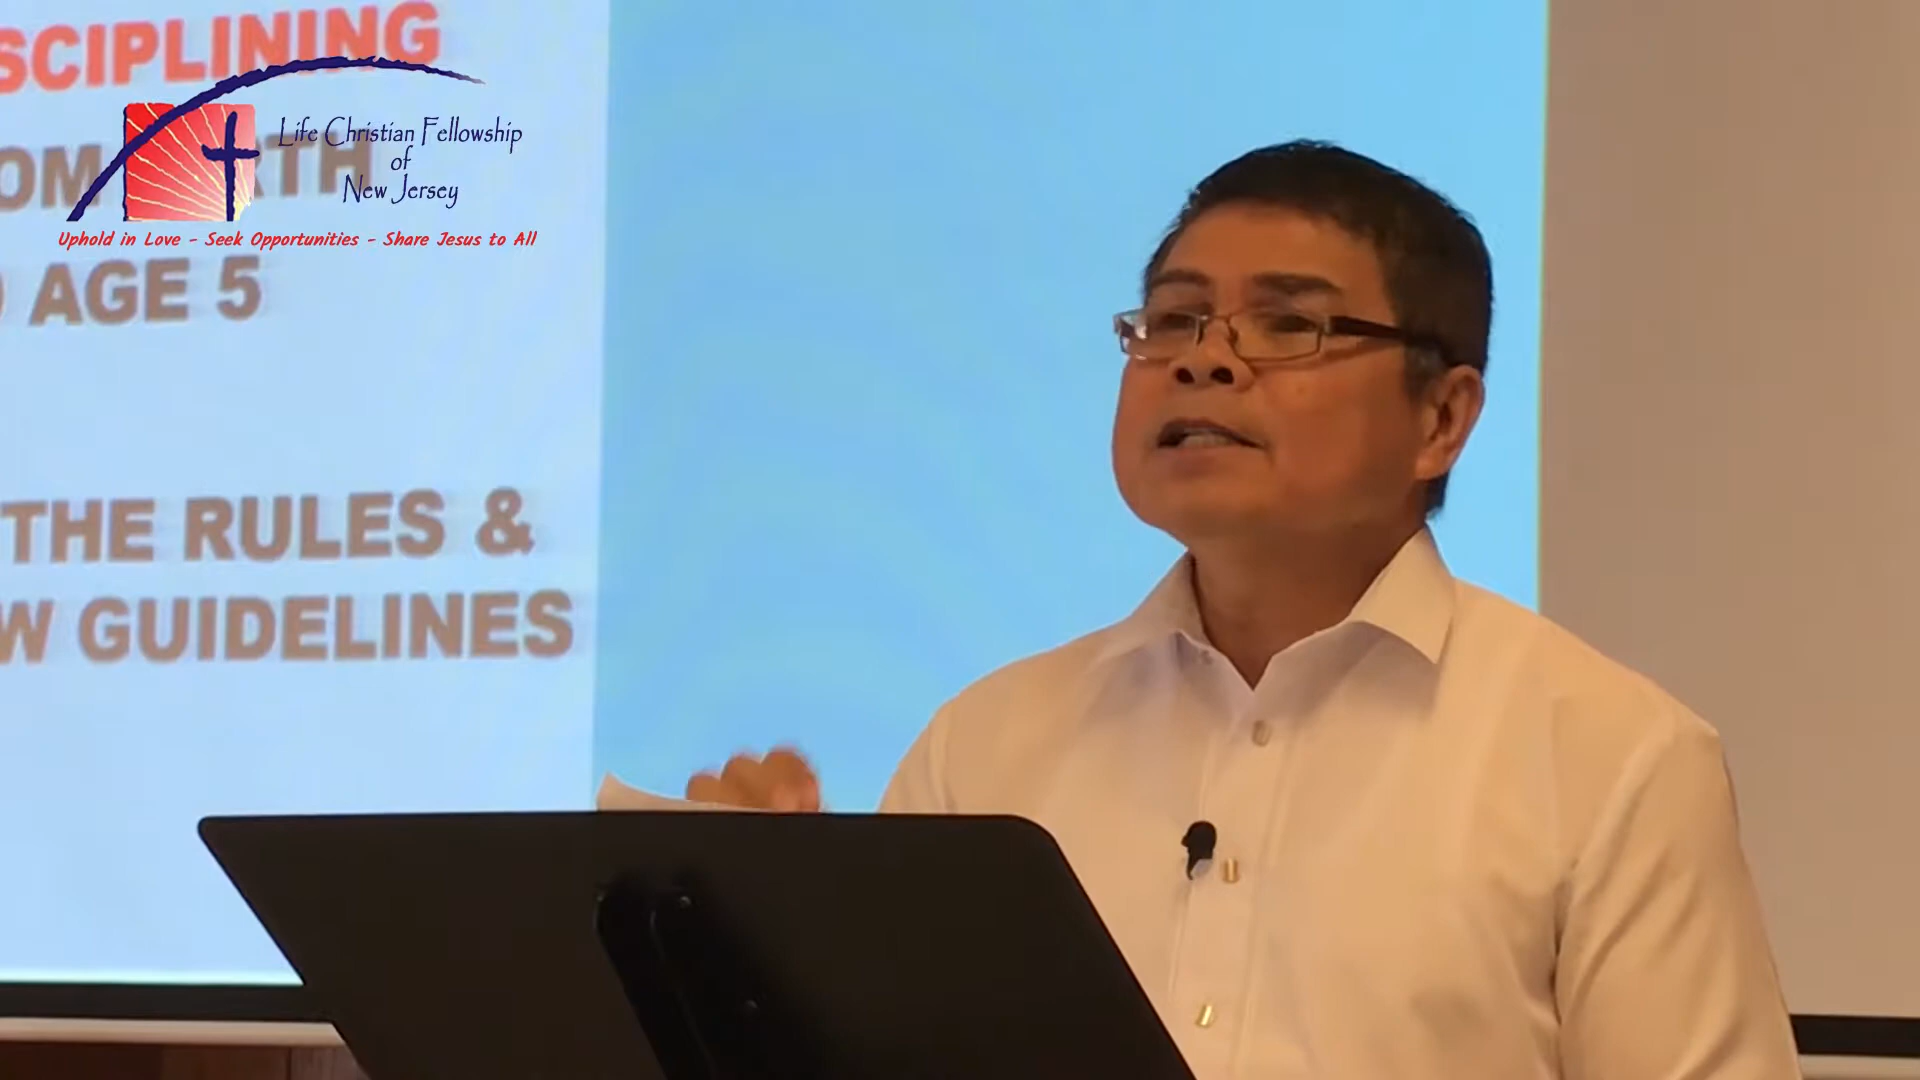 SCIPLINING
Life Christian Fellowship
of
New Jersey
Uphold in Love - Seek Opportunities - Share Jesus to All
AGE 5
THE RULES &
W GUIDELINES